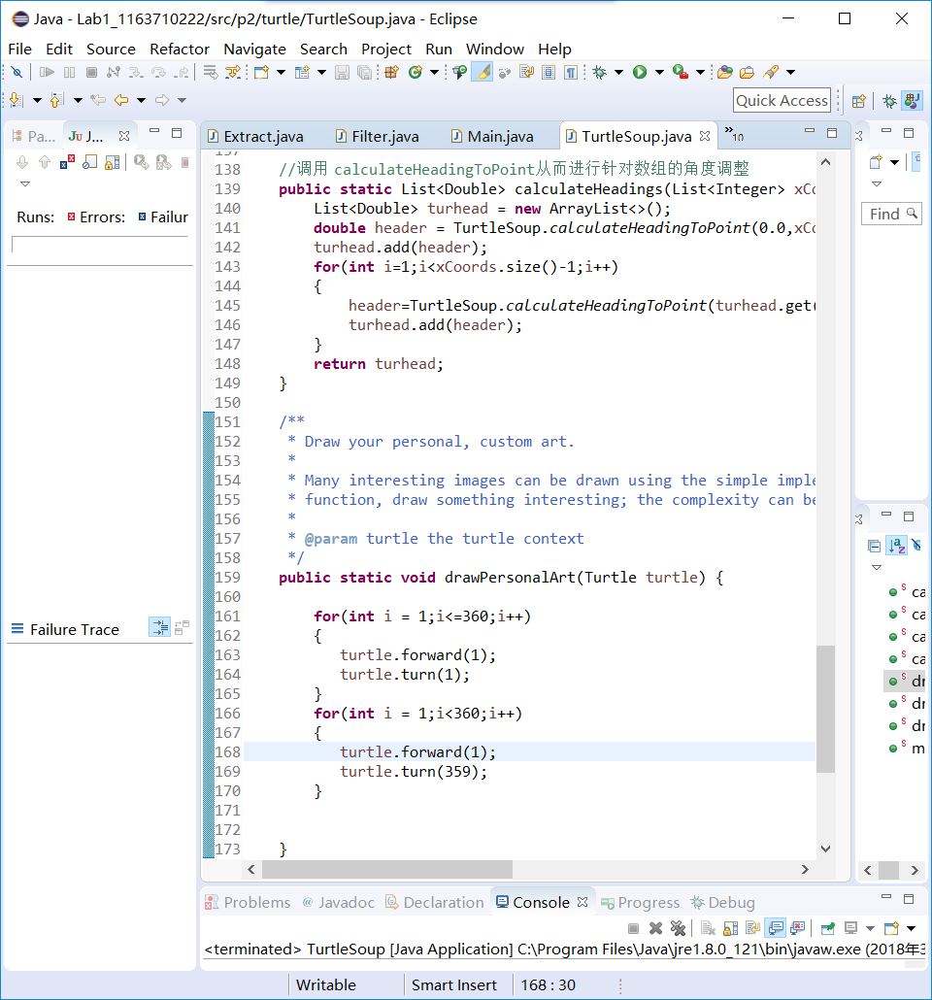 Java - Lab1_1163710222/src/p2/turtle/TurtleSoup.java - Eclipse
File Edit Source Refactor Navigate Search Project Run Window Help
Quick Access
Pa...
Ju J...
Extract.java
Filter.java
Main.java
TurtleSoup.java
»10
Runs: Errors: Failur
Find
Failure Trace
138 //调用 calculateHeadingToPoint从而进行针对数组的角度调整
139 public static List<Double> calculateHeadings(List<Integer> xCo
140 List<Double> turhead = new ArrayList<>();
141 double header = TurtleSoup.calculateHeadingToPoint(0.0,xCo
142 turhead.add(header);
143 for(int i=1;i<xCoords.size()-1;i++)
144 {
145 header=TurtleSoup.calculateHeadingToPoint(turhead.get(
146 turhead.add(header);
147 }
148 return turhead;
149 }
150
151 /**
152 * Draw your personal, custom art.
153 *
154 * Many interesting images can be drawn using the simple imple
155 * function, draw something interesting; the complexity can be
156 *
157 * @param turtle the turtle context
158 */
159 public static void drawPersonalArt(Turtle turtle) {
160
161 for(int i = 1;i<=360;i++)
162 {
163 turtle.forward(1);
164 turtle.turn(1);
165 }
166 for(int i = 1;i<360;i++)
167 {
168 turtle.forward(1);
169 turtle.turn(359);
170 }
171
172
173 }
ca
ca
ca
ca
dr
dr
dr
m
Problems @ Javadoc Declaration Console Progress Debug
<terminated> TurtleSoup [Java Application] C:\Program Files\Java\jre1.8.0_121\bin\javaw.exe (2018年3
Writable Smart Insert 168 : 30